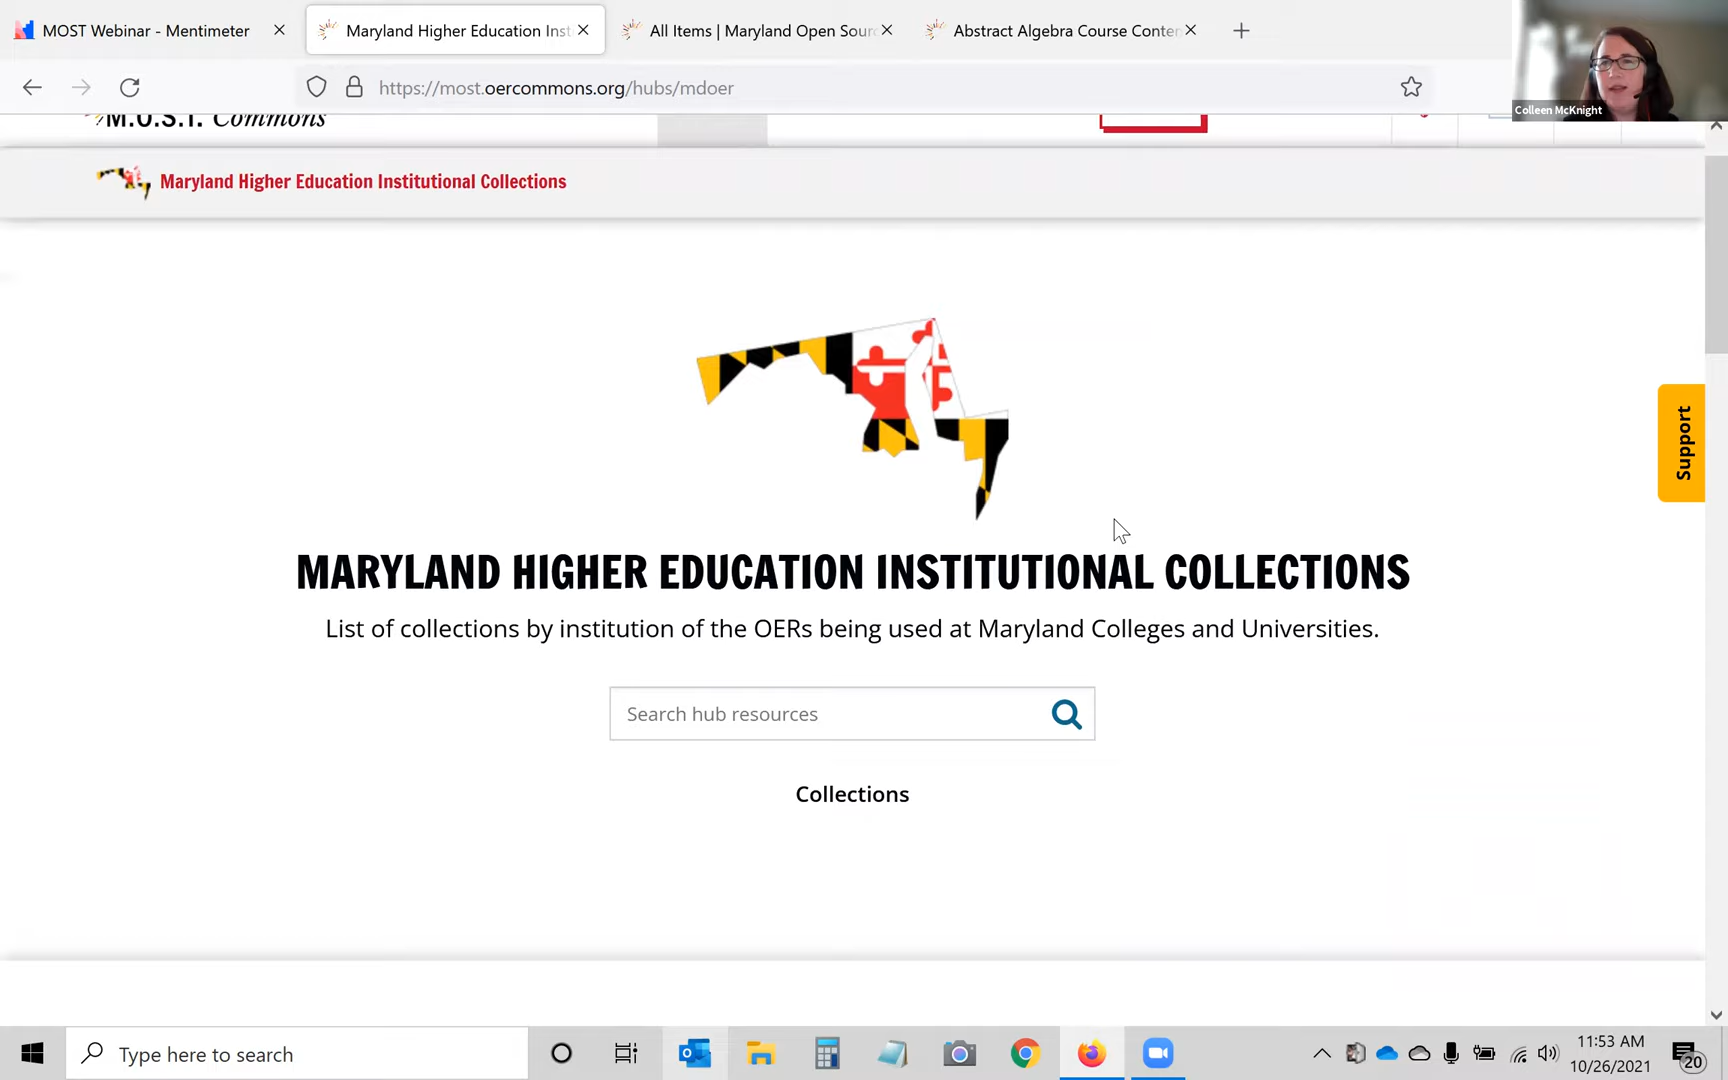 MOST Webinar - Mentimeter
Maryland Higher Education Inst
All Items | Maryland Open Sour
Abstract Algebra Course Conter
https://most.oercommons.org/hubs/mdoer
Colleen McKnight
M.O.S.T. Commons
Maryland Higher Education Institutional Collections
Support
MARYLAND HIGHER EDUCATION INSTITUTIONAL COLLECTIONS
List of collections by institution of the OERs being used at Maryland Colleges and Universities.
Search hub resources
Collections
Type here to search
11:53 AM
10/26/2021
20